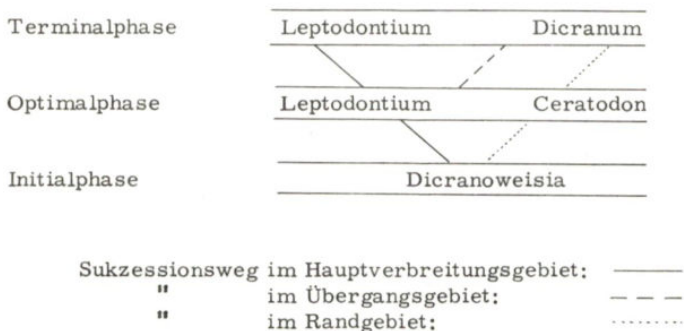 Terminalphase Leptodontium Dicranum
Optimalphase Leptodontium Ceratodon
Initialphase Dicranoweisia
Sukzessionsweg im Hauptverbreitungsgebiet:
" im Übergangsgebiet:
" im Randgebiet: